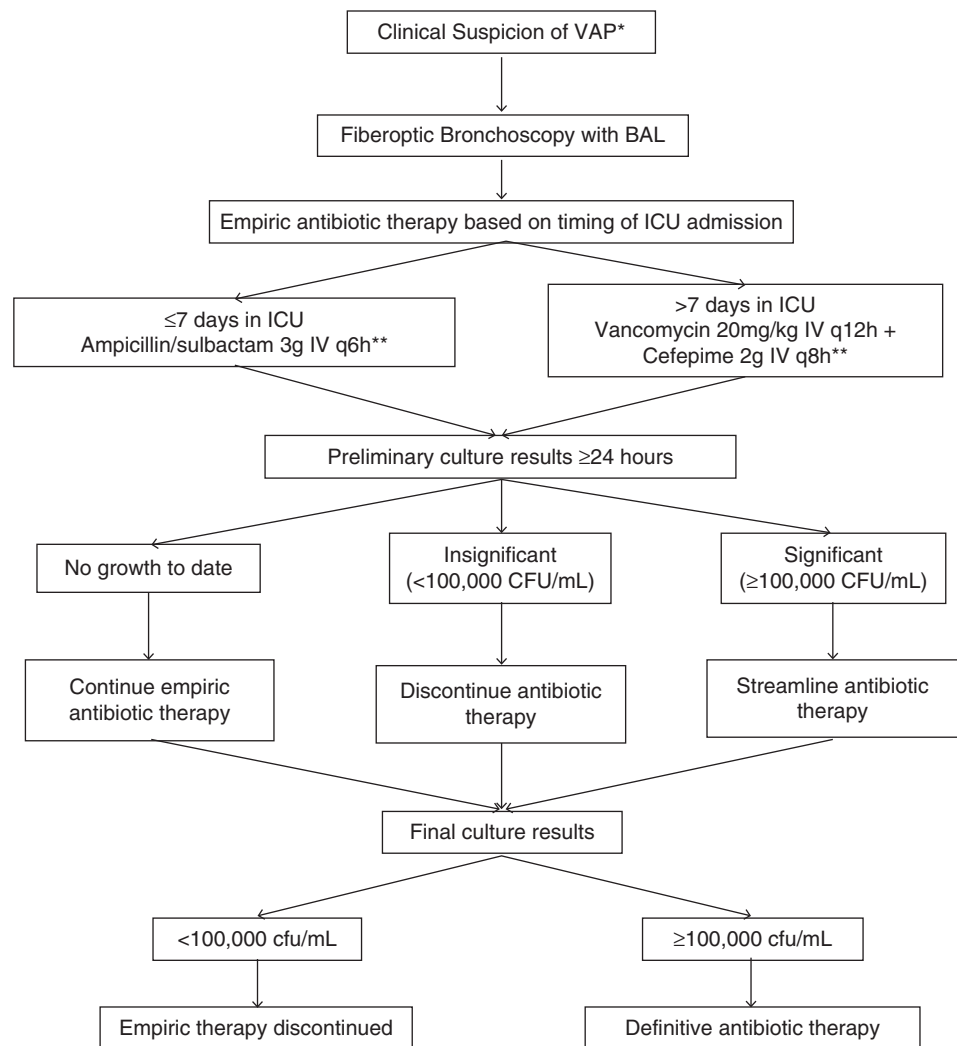 Clinical Suspicion of VAP*
Fiberoptic Bronchoscopy with BAL
Empiric antibiotic therapy based on timing of ICU admission
≤7 days in ICU
Ampicillin/sulbactam 3g IV q6h**
>7 days in ICU
Vancomycin 20mg/kg IV q12h +
Cefepime 2g IV q8h**
Preliminary culture results ≥24 hours
No growth to date
Insignificant
(<100,000 CFU/mL)
Significant
(≥100,000 CFU/mL)
Continue empiric
antibiotic therapy
Discontinue antibiotic
therapy
Streamline antibiotic
therapy
Final culture results
<100,000 cfu/mL
≥100,000 cfu/mL
Empiric therapy discontinued
Definitive antibiotic therapy